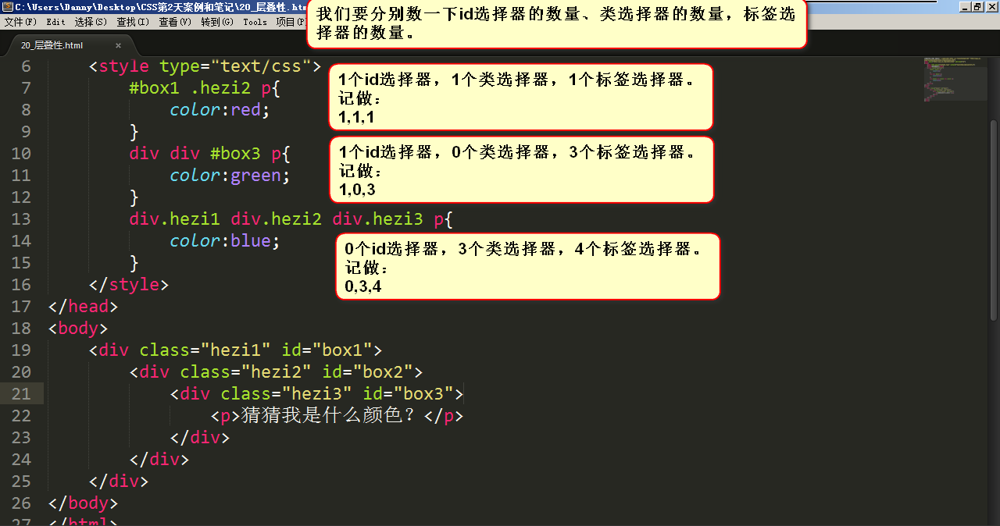 C:\Users\Danny\Desktop\CSS第2天案例和笔记\20_层叠性.htm
文件(F) Edit 选择(S) 查找(I) 查看(V) 转到(G) Tools 项目(P
我们要分别数一下id选择器的数量、类选择器的数量，标签选
择器的数量。
20_层叠性.html ×
6 <style type="text/css">
7 #box1 .hezi2 p{
8 color:red;
9 }
10 div div #box3 p{
11 color:green;
12 }
13 div.hezi1 div.hezi2 div.hezi3 p{
14 color:blue;
15 }
16 </style>
17 </head>
18 <body>
19 <div class="hezi1" id="box1">
20 <div class="hezi2" id="box2">
21 <div class="hezi3" id="box3">
22 <p>猜猜我是什么颜色？</p>
23 </div>
24 </div>
25 </div>
26 </body>
27 </html>
1个id选择器，1个类选择器，1个标签选择器。
记做：
1,1,1
1个id选择器，0个类选择器，3个标签选择器。
记做：
1,0,3
0个id选择器，3个类选择器，4个标签选择器。
记做：
0,3,4